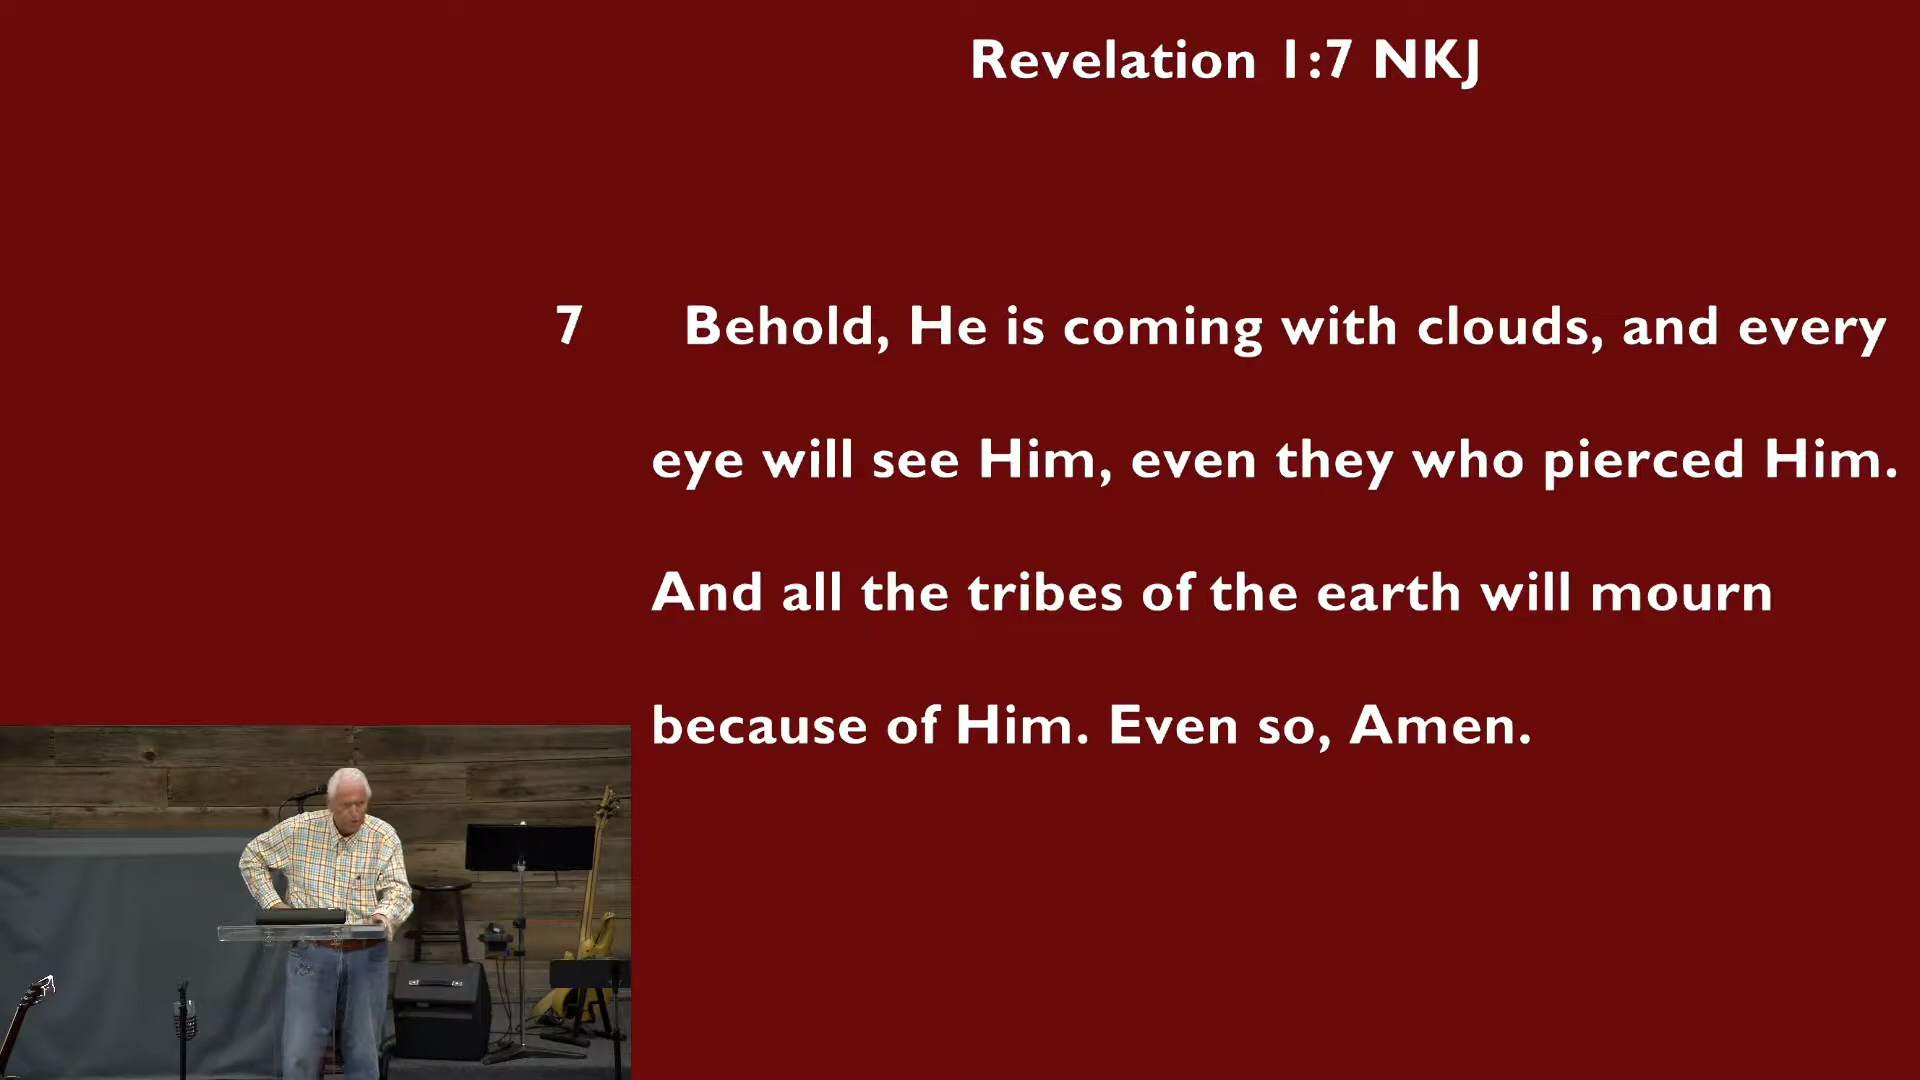 Revelation 1:7 NKJ
7 Behold, He is coming with clouds, and every
eye will see Him, even they who pierced Him.
And all the tribes of the earth will mourn
because of Him. Even so, Amen.